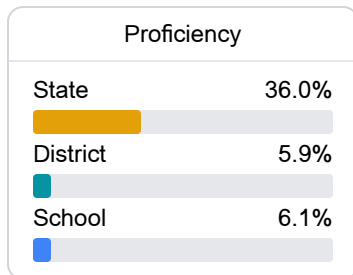 Proficiency
State 36.0%
District 5.9%
School 6.1%